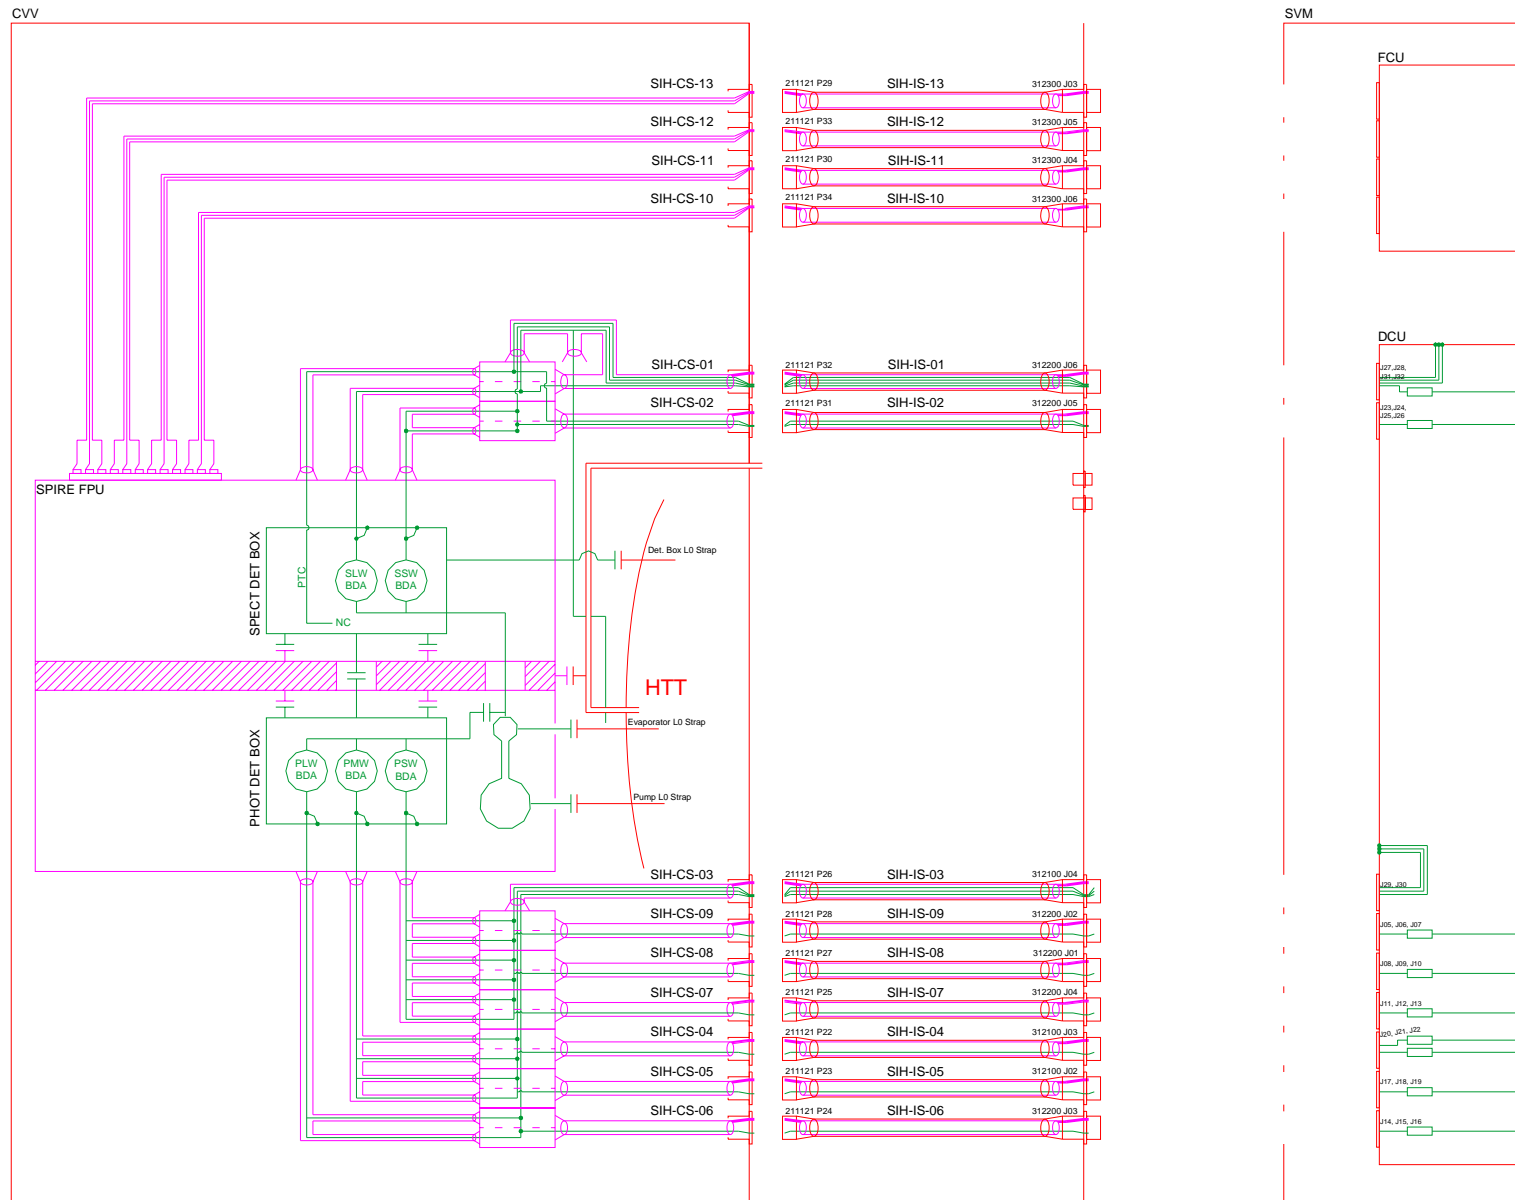 CVV
SVM
FCU
SIH-CS-13
211121 P29
SIH-IS-13
312300 J03
SIH-CS-12
211121 P33
SIH-IS-12
312300 J05
SIH-CS-11
211121 P30
SIH-IS-11
312300 J04
SIH-CS-10
211121 P34
SIH-IS-10
312300 J06
DCU
SIH-CS-01
211121 P32
SIH-IS-01
312200 J06
J27,J28,
J31,J32
SIH-CS-02
211121 P31
SIH-IS-02
312200 J05
J23,J24,
J25,J26
SPIRE FPU
SPECT DET BOX
PTC
SLW
BDA
SSW
BDA
NC
Det. Box L0 Strap
HTT
Evaporator L0 Strap
PHOT DET BOX
PLW
BDA
PMW
BDA
PSW
BDA
Pump L0 Strap
SIH-CS-03
211121 P26
SIH-IS-03
312100 J04
J29, J30
SIH-CS-09
211121 P28
SIH-IS-09
312200 J02
J05, J06, J07
SIH-CS-08
211121 P27
SIH-IS-08
312200 J01
J08, J09, J10
SIH-CS-07
211121 P25
SIH-IS-07
312200 J04
J11, J12, J13
SIH-CS-04
211121 P22
SIH-IS-04
312100 J03
J20, J21, J22
SIH-CS-05
211121 P23
SIH-IS-05
312100 J02
J17, J18, J19
SIH-CS-06
211121 P24
SIH-IS-06
312200 J03
J14, J15, J16